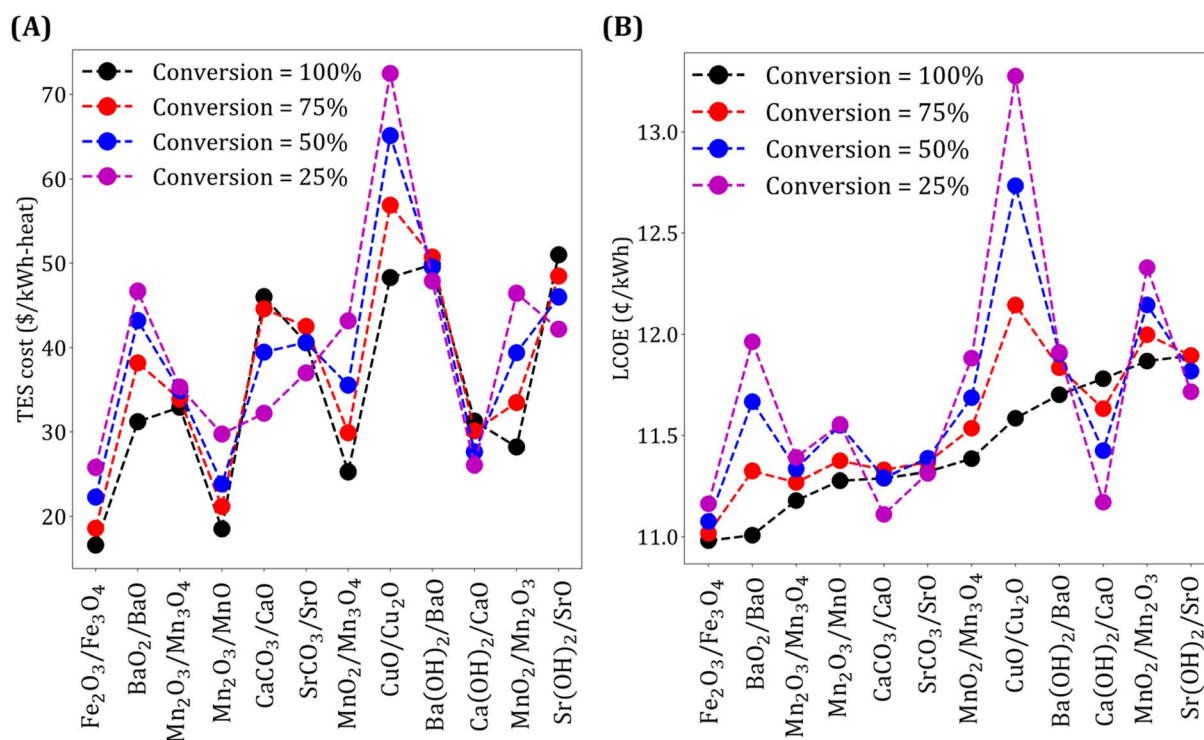 (A)
TES cost ($/kWh-heat)
70
60
50
40
30
20
Conversion = 100%
Conversion = 75%
Conversion = 50%
Conversion = 25%
Fe₂O₃/Fe₃O₄
BaO₂/BaO
Mn₂O₃/Mn₃O₄
Mn₂O₃/MnO
CaCO₃/CaO
SrCO₃/SrO
MnO₂/Mn₃O₄
CuO/Cu₂O
Ba(OH)₂/BaO
Ca(OH)₂/CaO
MnO₂/Mn₂O₃
Sr(OH)₂/SrO
(B)
LCOE (¢/kWh)
13.0
12.5
12.0
11.5
11.0
Conversion = 100%
Conversion = 75%
Conversion = 50%
Conversion = 25%
Fe₂O₃/Fe₃O₄
BaO₂/BaO
Mn₂O₃/Mn₃O₄
Mn₂O₃/MnO
CaCO₃/CaO
SrCO₃/SrO
MnO₂/Mn₃O₄
CuO/Cu₂O
Ba(OH)₂/BaO
Ca(OH)₂/CaO
MnO₂/Mn₂O₃
Sr(OH)₂/SrO